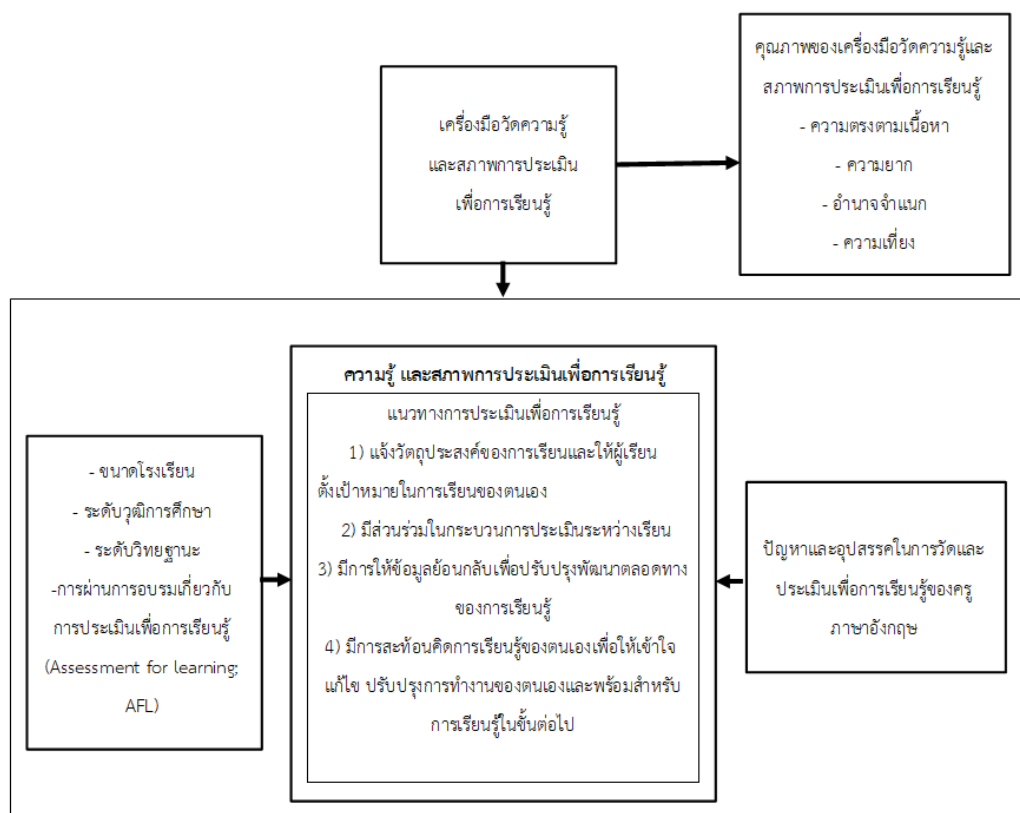 เครื่องมือวัดความรู้
และสภาพการประเมิน
เพื่อการเรียนรู้
คุณภาพของเครื่องมือวัดความรู้และ
สภาพการประเมินเพื่อการเรียนรู้
- ความตรงตามเนื้อหา
- ความยาก
- อำนาจจำแนก
- ความเที่ยง
- ขนาดโรงเรียน
- ระดับวุฒิการศึกษา
- ระดับวิทยฐานะ
-การผ่านการอบรมเกี่ยวกับ
การประเมินเพื่อการเรียนรู้
(Assessment for learning;
AFL)
ความรู้ และสภาพการประเมินเพื่อการเรียนรู้
แนวทางการประเมินเพื่อการเรียนรู้
1) แจ้งวัตถุประสงค์ของการเรียนและให้ผู้เรียน
ตั้งเป้าหมายในการเรียนของตนเอง
2) มีส่วนร่วมในกระบวนการประเมินระหว่างเรียน
3) มีการให้ข้อมูลย้อนกลับเพื่อปรับปรุงพัฒนาตลอดทาง
ของการเรียนรู้
4) มีการสะท้อนคิดการเรียนรู้ของตนเองเพื่อให้เข้าใจ
แก้ไข ปรับปรุงการทำงานของตนเองและพร้อมสำหรับ
การเรียนรู้ในขั้นต่อไป
ปัญหาและอุปสรรคในการวัดและ
ประเมินเพื่อการเรียนรู้ของครู
ภาษาอังกฤษ